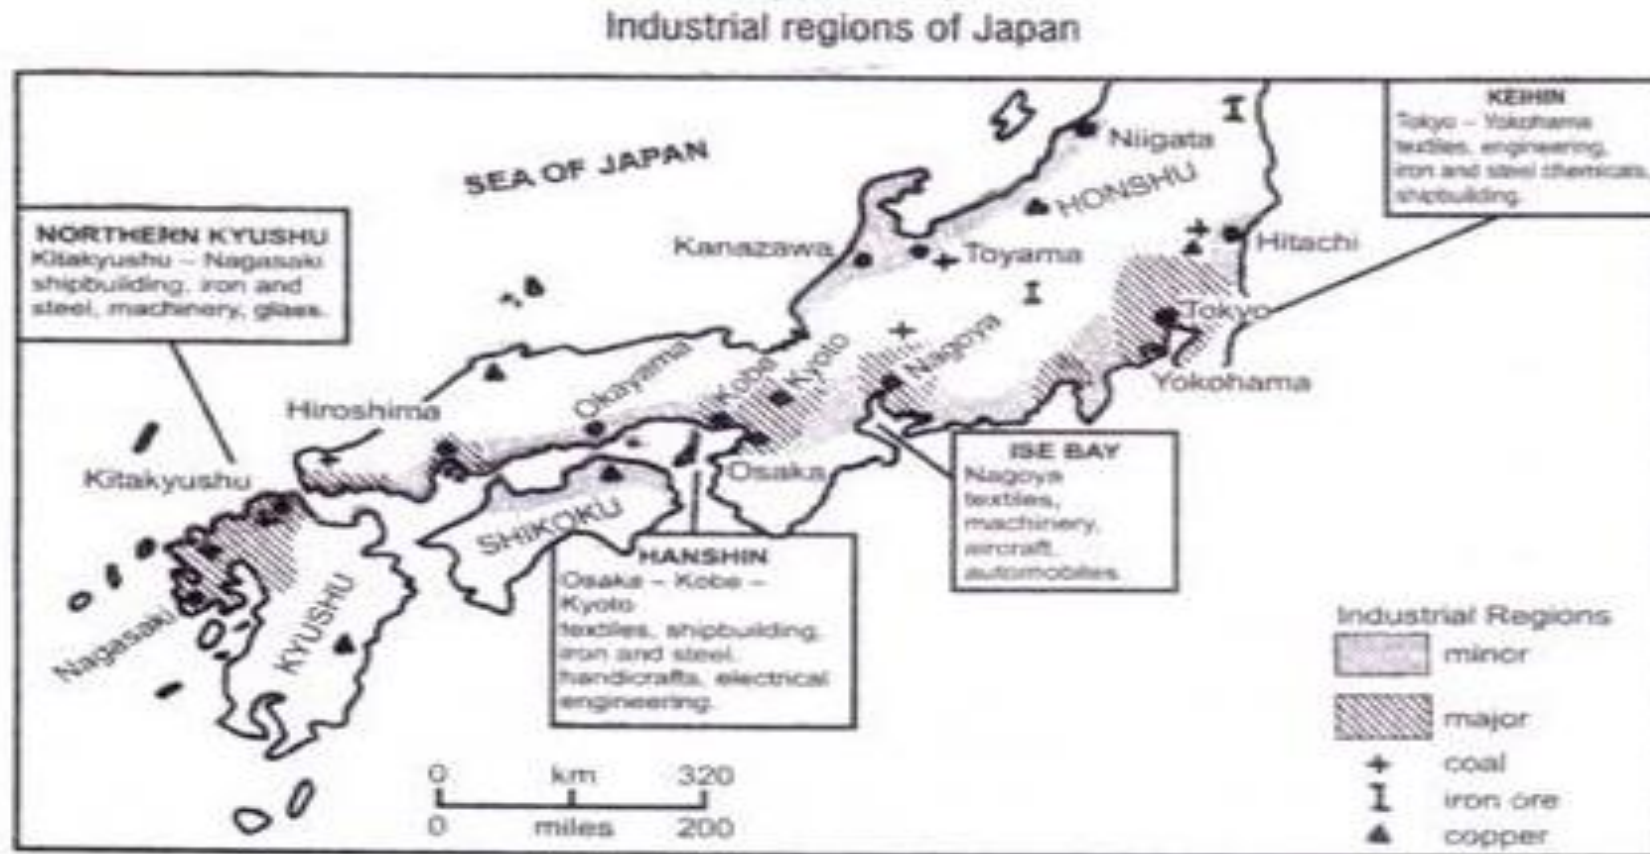 Industrial regions of Japan
KEIHIN
Tokyo – Yokohama
textiles, engineering,
iron and steel chemicals,
shipbuilding.
SEA OF JAPAN
Niigata
HONSHU
NORTHERN KYUSHU
Kitakyushu – Nagasaki
shipbuilding, iron and
steel, machinery, glass.
Kanazawa
Toyama
Hitachi
Tokyo
Yokohama
Nagoya
Kyoto
Koba
Okayama
Hiroshima
Osaka
Kitakyushu
SHIKOKU
Nagasaki
KYUSHU
ISE BAY
Nagoya
textiles,
machinery,
aircraft,
automobiles.
HANSHIN
Osaka – Kobe –
Kyoto
textiles, shipbuilding,
iron and steel,
handicrafts, electrical
engineering.
Industrial Regions
minor
major
coal
iron ore
copper
0 km 320
0 miles 200